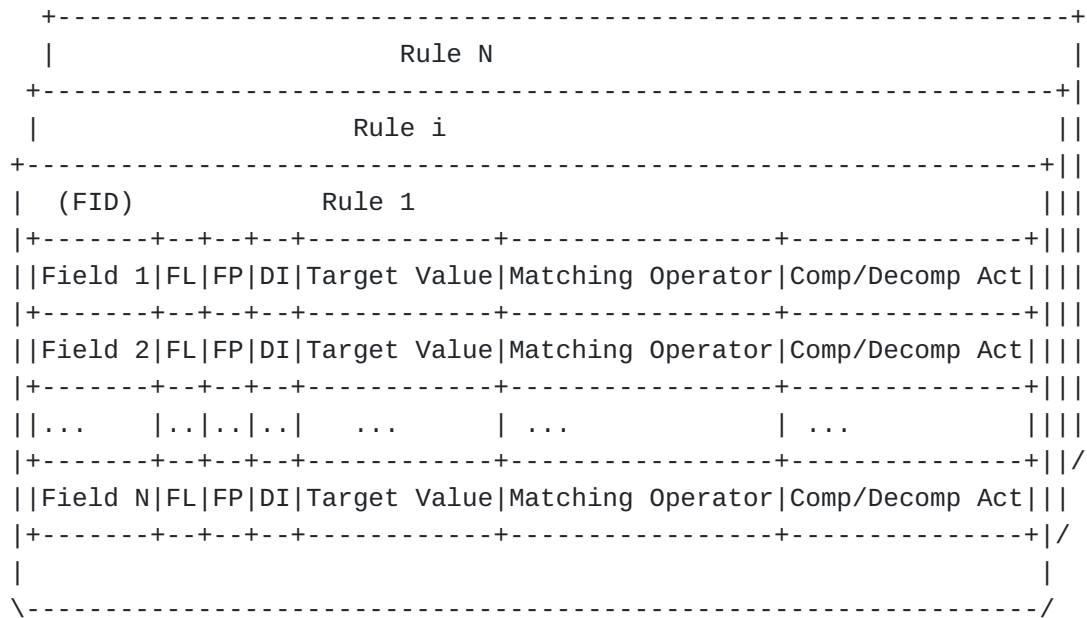 +-----------------------------------------------------------------+
  |                      Rule N                                     |
 +-----------------------------------------------------------------+|
 |                    Rule i                                       ||
+-----------------------------------------------------------------+||
|  (FID)            Rule 1                                        |||
|+-------+--+--+--+------------+-----------------+---------------+|||
||Field 1|FL|FP|DI|Target Value|Matching Operator|Comp/Decomp Act||||
|+-------+--+--+--+------------+-----------------+---------------+|||
||Field 2|FL|FP|DI|Target Value|Matching Operator|Comp/Decomp Act||||
|+-------+--+--+--+------------+-----------------+---------------+|||
||...    |..|..|..|   ...      | ...             | ...           ||||
|+-------+--+--+--+------------+-----------------+---------------+||/
||Field N|FL|FP|DI|Target Value|Matching Operator|Comp/Decomp Act|||
|+-------+--+--+--+------------+-----------------+---------------+|/
|                                                                 |
\-----------------------------------------------------------------/